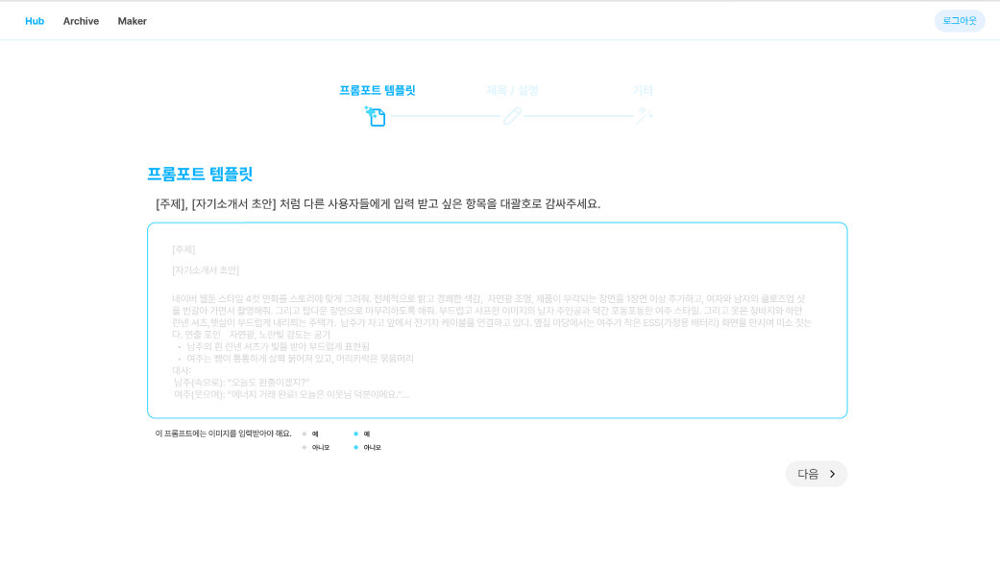 Hub Archive Maker 로그아웃
프롬포트 템플릿 제목 / 설명 기타
프롬포트 템플릿
[주제], [자기소개서 초안] 처럼 다른 사용자들에게 입력 받고 싶은 항목을 대괄호로 감싸주세요.
[주제]
[자기소개서 초안]
네이버 웹툰 스타일 4컷 만화를 스토리에 맞게 그려줘. 전체적으로 밝고 경쾌한 색감, 자연광 조명, 제품이 부각되는 장면을 1장면 이상 추가하고, 여자와 남자의 클로즈업 샷
을 번갈아 가면서 촬영해줘. 그리고 탑다운 장면으로 마무리하도록 해줘. 부드럽고 샤프한 이미지의 남자 주인공과 약간 포동포동한 여주 스타일. 그리고 옷은 청바지와 하얀
린넨 셔츠,햇살이 부드럽게 내리쬐는 주택가. 남주가 차고 앞에서 전기차 케이블을 연결하고 있다. 옆집 마당에서는 여주가 작은 ESS(가정용 배터리) 화면을 만지며 미소 짓는
다. 연출 포인 자연광, 노란빛 감도는 공기
• 남주의 흰 린넨 셔츠가 빛을 받아 부드럽게 표현됨
• 여주는 뺨이 통통하게 살짝 붉어져 있고, 머리카락은 묶음머리
대사:
남주(속으로): “오늘도 완충이겠지?”
여주(웃으며): “에너지 거래 완료! 오늘은 이웃님 덕분이에요.”...
이 프롬프트에는 이미지를 입력받아야 해요. 예 예
아니오 아니오
다음